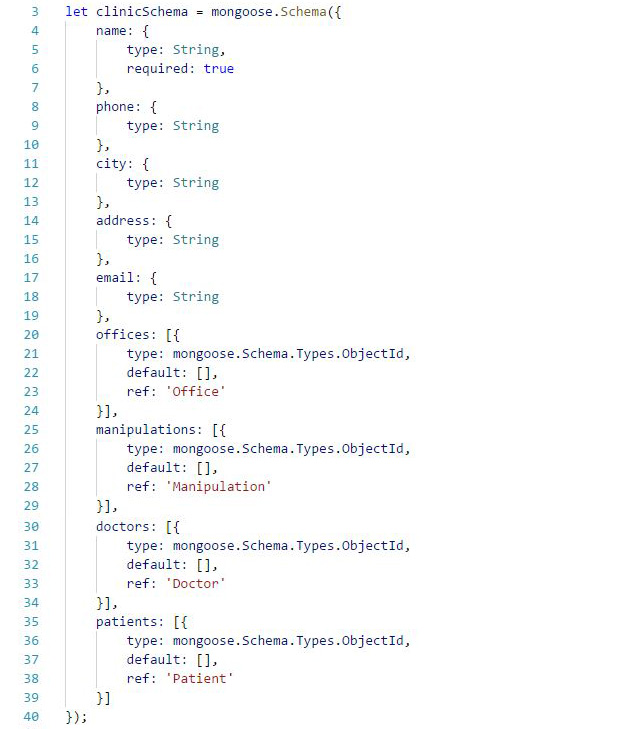 3 let clinicSchema = mongoose.Schema({
4     name: {
5         type: String,
6         required: true
7     },
8     phone: {
9         type: String
10     },
11     city: {
12         type: String
13     },
14     address: {
15         type: String
16     },
17     email: {
18         type: String
19     },
20     offices: [{
21         type: mongoose.Schema.Types.ObjectId,
22         default: [],
23         ref: 'Office'
24     }],
25     manipulations: [{
26         type: mongoose.Schema.Types.ObjectId,
27         default: [],
28         ref: 'Manipulation'
29     }],
30     doctors: [{
31         type: mongoose.Schema.Types.ObjectId,
32         default: [],
33         ref: 'Doctor'
34     }],
35     patients: [{
36         type: mongoose.Schema.Types.ObjectId,
37         default: [],
38         ref: 'Patient'
39     }]
40 });